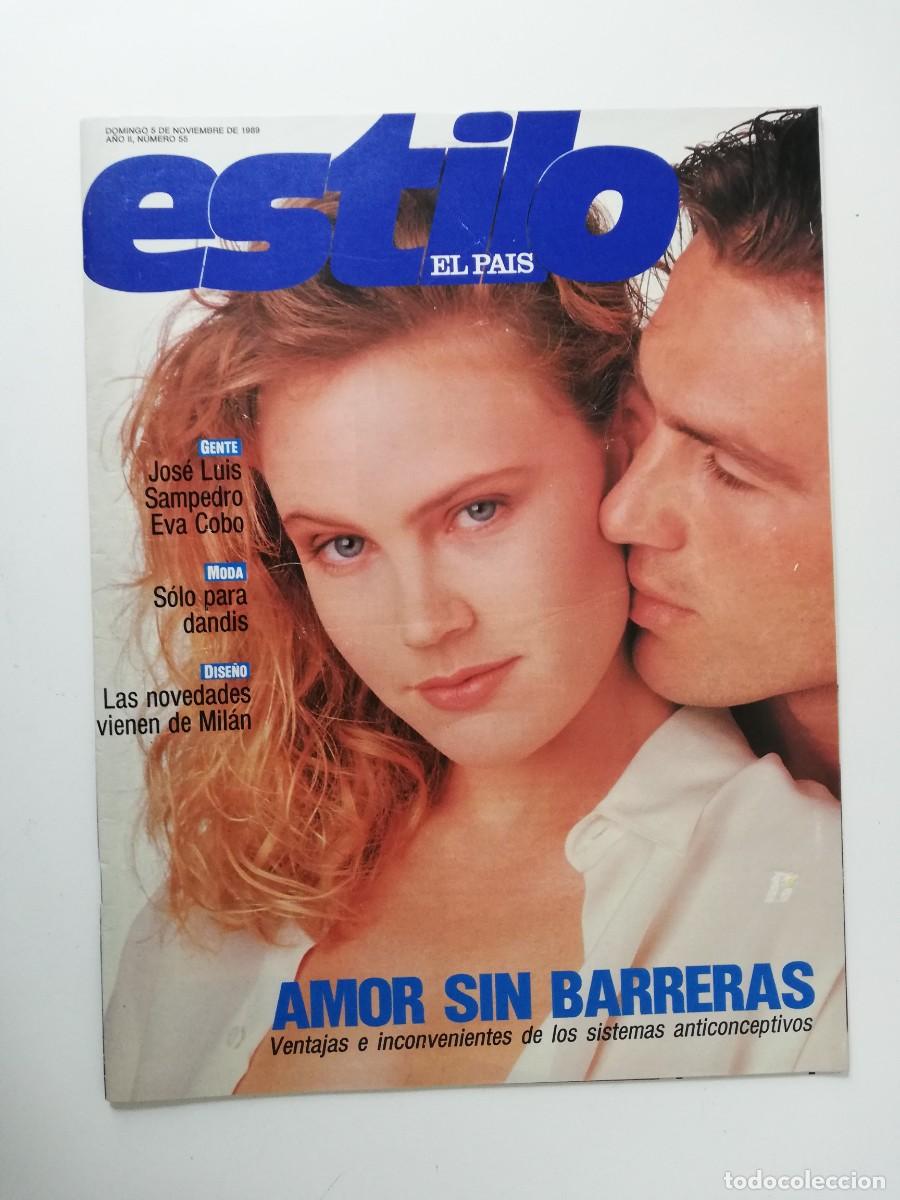 DOMINGO 5 DE NOVIEMBRE DE 1989
AÑO II, NÚMERO 55
estilo
EL PAIS
GENTE
José Luis
Sampedro
Eva Cobo
MODA
Sólo para
dandis
DISEÑO
Las novedades
vienen de Milán
AMOR SIN BARRERAS
Ventajas e inconvenientes de los sistemas anticonceptivos
todocoleccion